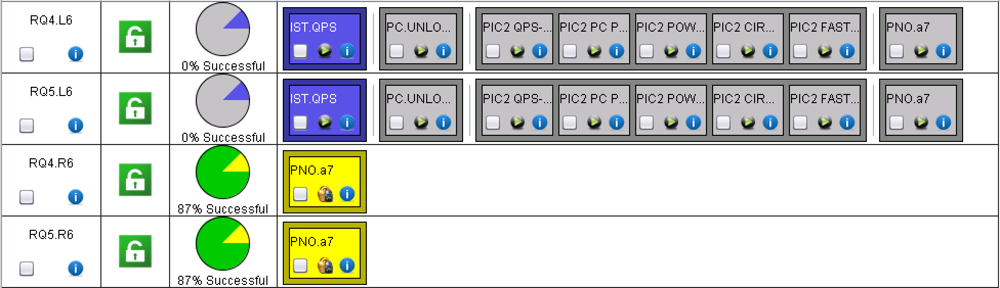 RQ4.L6
0% Successful
IST.QPS
PC.UNLO...
PIC2 QPS-...
PIC2 PC P...
PIC2 POW...
PIC2 CIR...
PIC2 FAST...
PNO.a7
RQ5.L6
0% Successful
IST.QPS
PC.UNLO...
PIC2 QPS-...
PIC2 PC P...
PIC2 POW...
PIC2 CIR...
PIC2 FAST...
PNO.a7
RQ4.R6
87% Successful
PNO.a7
RQ5.R6
87% Successful
PNO.a7